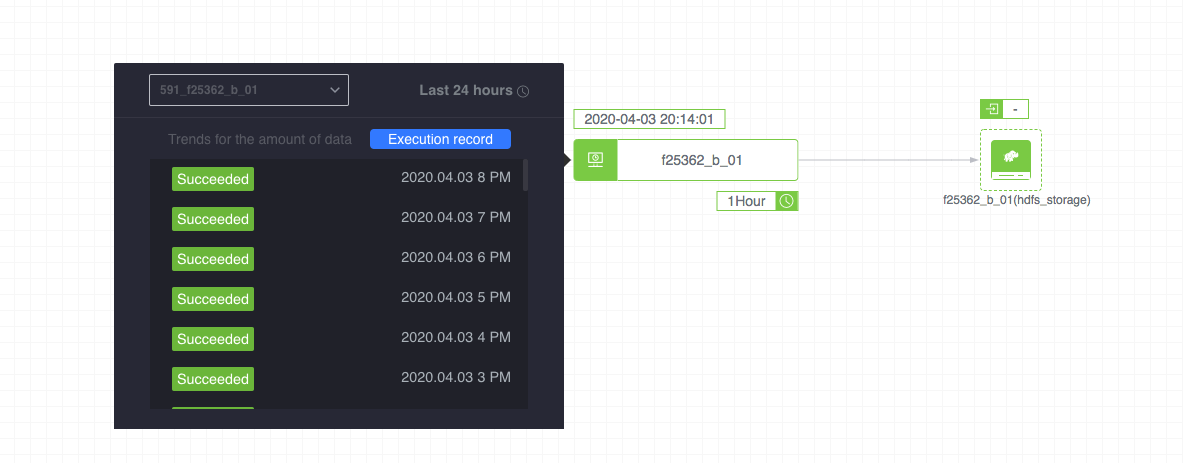 591_f25362_b_01
Last 24 hours
Trends for the amount of data
Execution record
Succeeded 2020.04.03 8 PM
Succeeded 2020.04.03 7 PM
Succeeded 2020.04.03 6 PM
Succeeded 2020.04.03 5 PM
Succeeded 2020.04.03 4 PM
Succeeded 2020.04.03 3 PM
2020-04-03 20:14:01
f25362_b_01
1Hour
-
f25362_b_01(hdfs_storage)